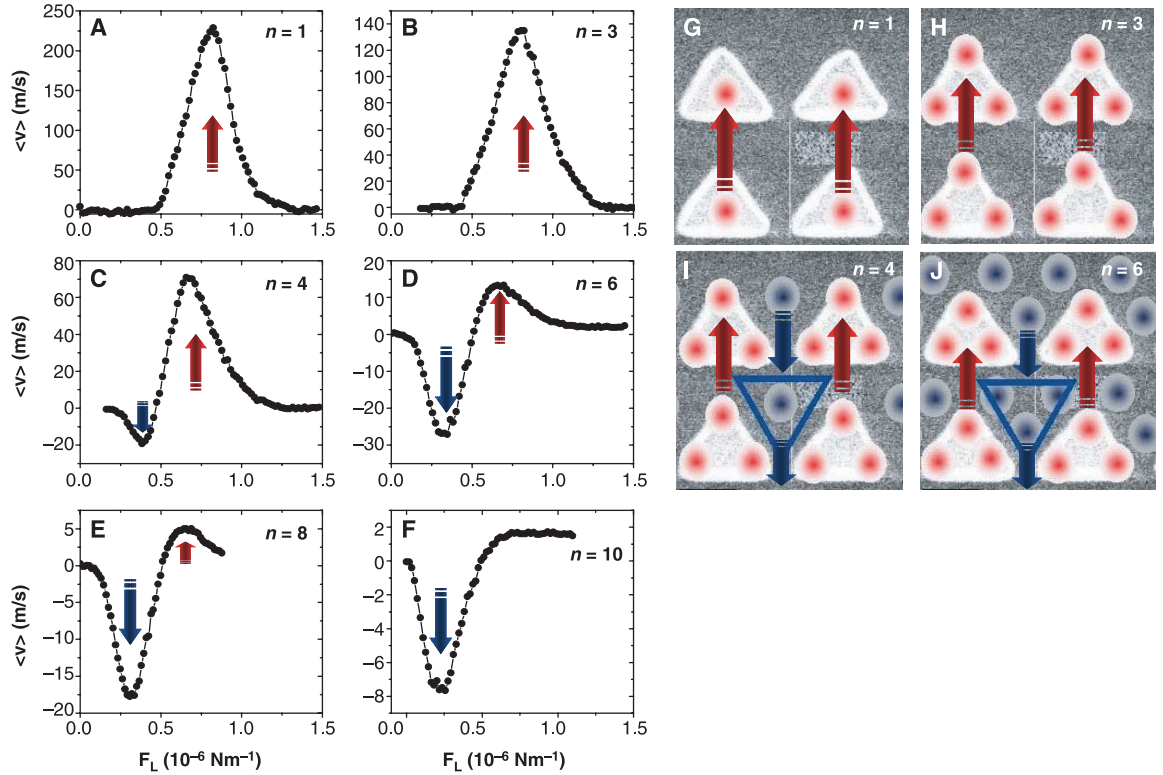 A
n = 1
250
200
150
100
50
0
0.0
0.5
1.0
1.5
<v> (m/s)
B
n = 3
140
120
100
80
60
40
20
0
0.0
0.5
1.0
1.5
C
n = 4
80
60
40
20
0
–20
0.0
0.5
1.0
1.5
<v> (m/s)
D
n = 6
20
10
0
–10
–20
–30
0.0
0.5
1.0
1.5
E
n = 8
5
0
–5
–10
–15
–20
0.0
0.5
1.0
1.5
<v> (m/s)
F_L (10⁻⁶ Nm⁻¹)
F
n = 10
2
0
–2
–4
–6
–8
0.0
0.5
1.0
1.5
F_L (10⁻⁶ Nm⁻¹)
G
n = 1
H
n = 3
I
n = 4
J
n = 6